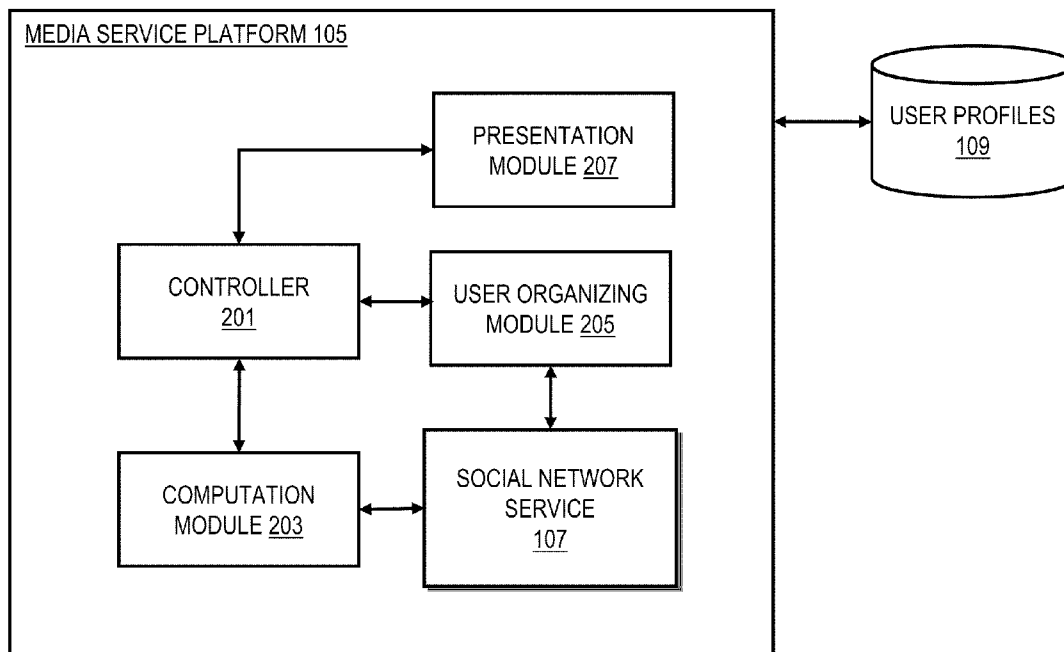 MEDIA SERVICE PLATFORM 105
PRESENTATION
MODULE 207
USER PROFILES
109
CONTROLLER
201
USER ORGANIZING
MODULE 205
COMPUTATION
MODULE 203
SOCIAL NETWORK
SERVICE
107